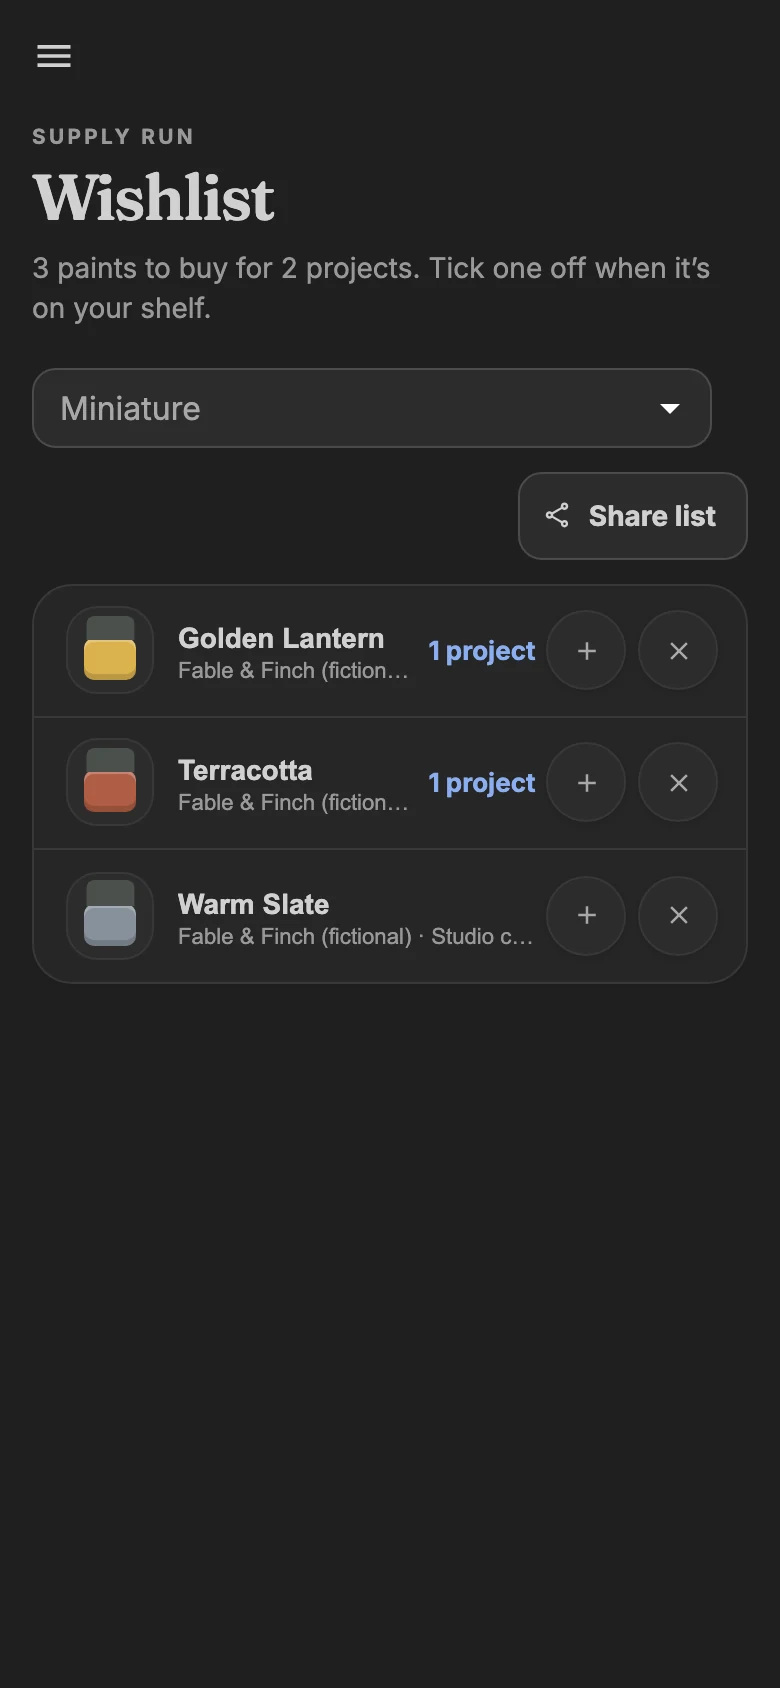 SUPPLY RUN
Wishlist
3 paints to buy for 2 projects. Tick one off when it’s
on your shelf.
Miniature
Share list
Golden Lantern
Fable & Finch (fiction…
1 project
Terracotta
Fable & Finch (fiction…
1 project
Warm Slate
Fable & Finch (fictional) · Studio c…